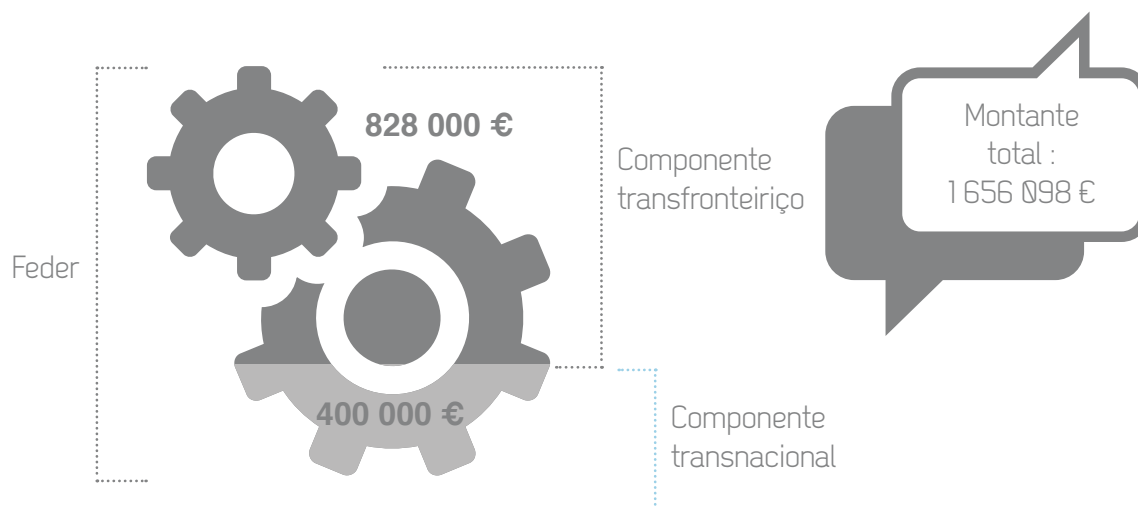 828 000 €
Componente
transfronteiriço
Montante
total :
1 656 098 €
Feder
400 000 €
Componente
transnacional